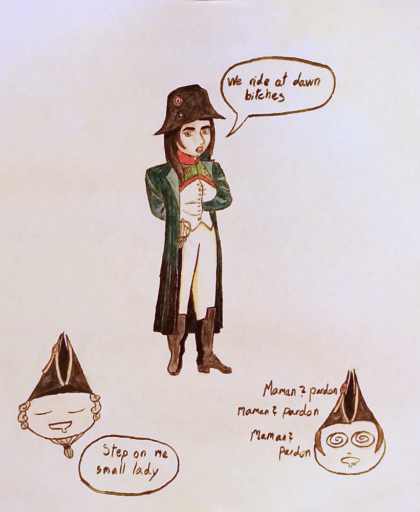 We ride at dawn
bitches
Maman? pardon
maman? pardon
Maman?
pardon
Step on me
small lady